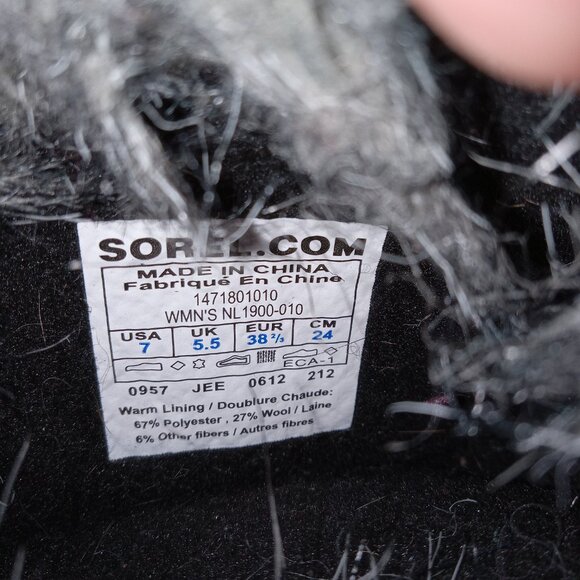 SOREL.COM
MADE IN CHINA
Fabriqué En Chine
1471801010
WMN'S NL1900-010
USA UK EUR CM
7 5.5 38 2/3 24
ECA-1
0957 JEE 0612 212
Warm Lining / Doublure Chaude:
67% Polyester , 27% Wool / Laine
6% Other fibers / Autres fibres